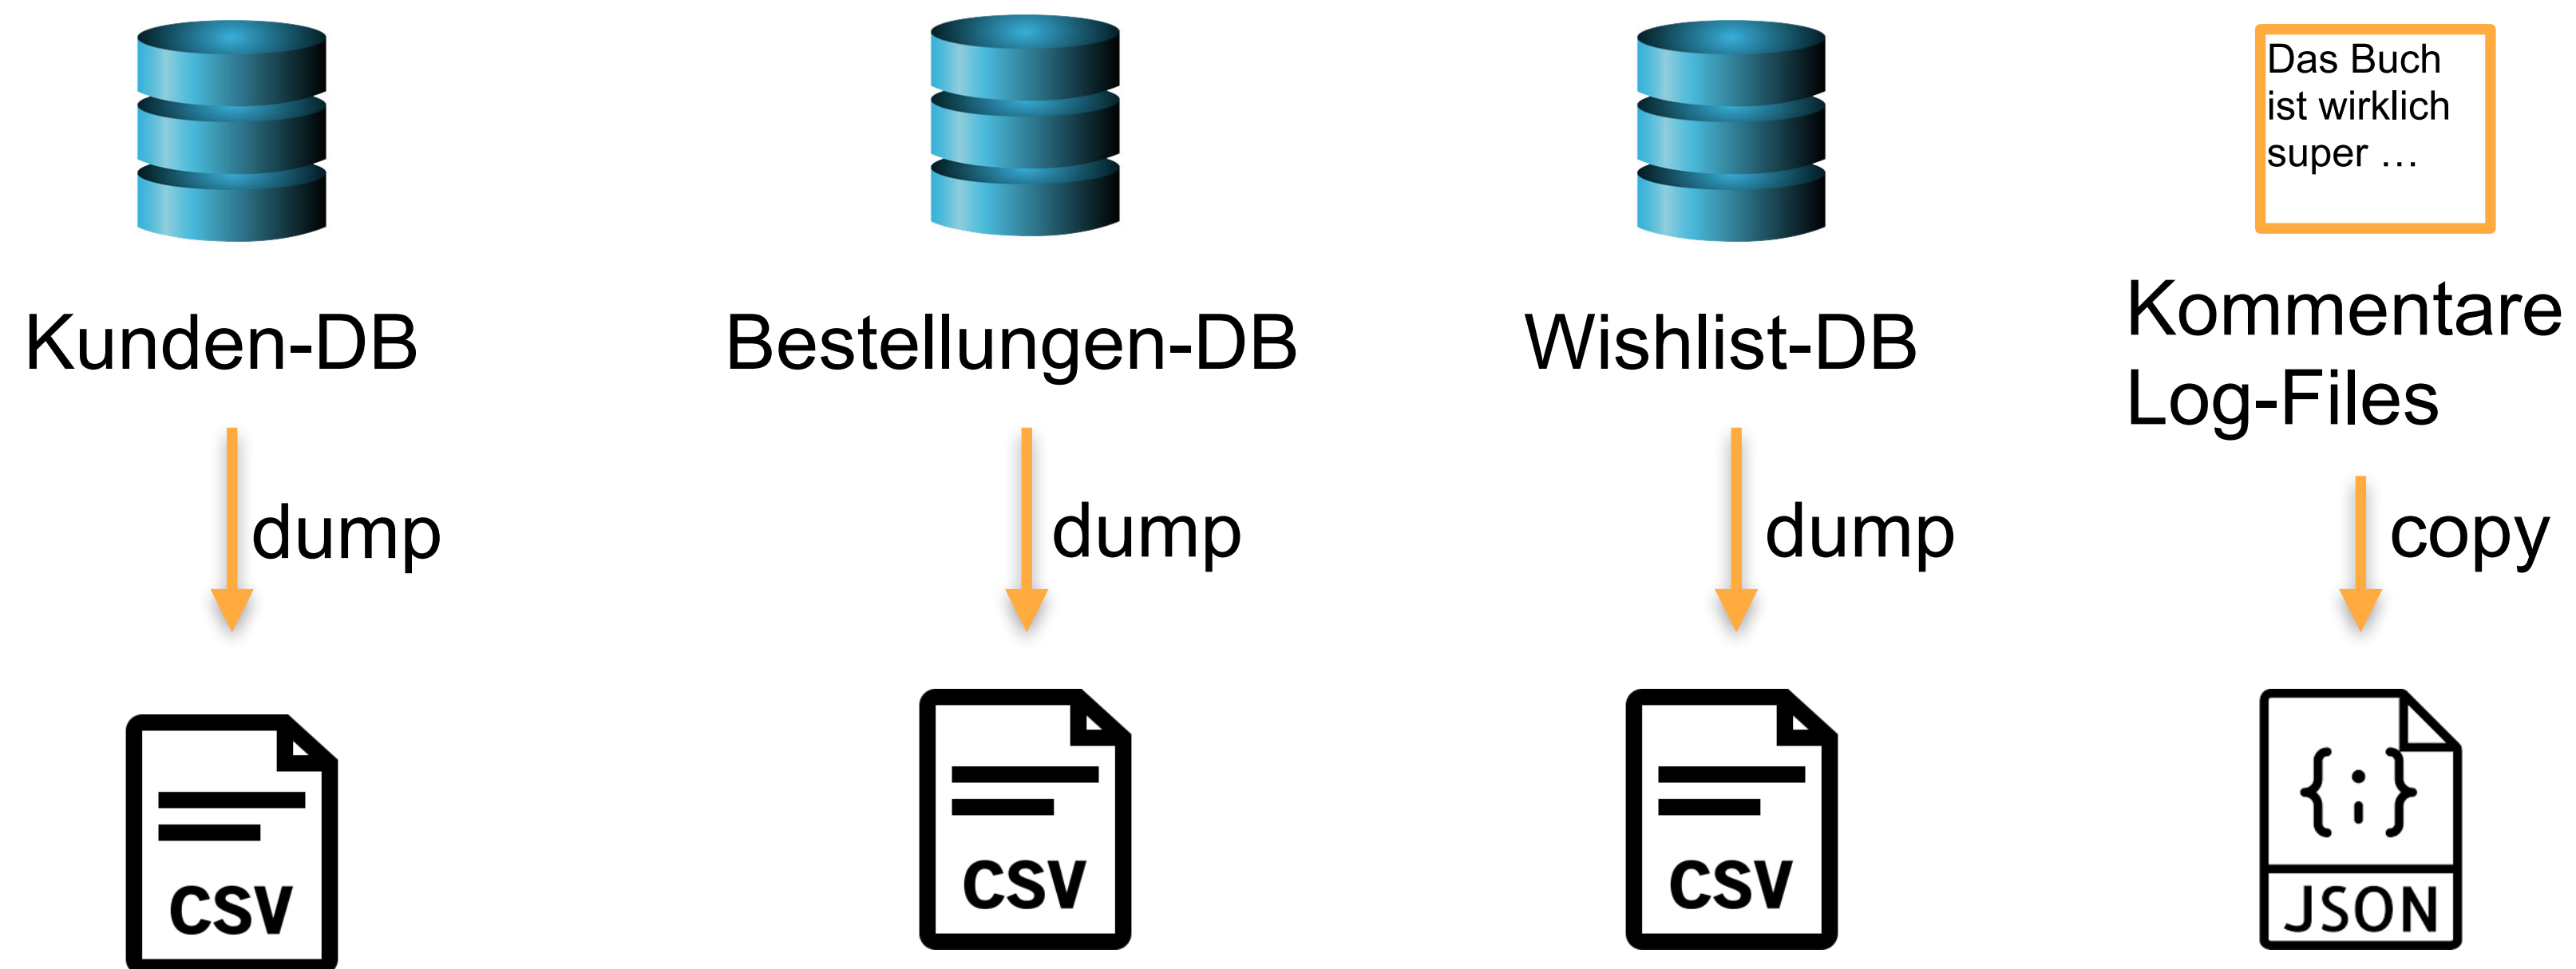 Das Buch
ist wirklich
super …
Kunden-DB
Bestellungen-DB
Wishlist-DB
Kommentare
Log-Files
dump
dump
dump
copy
CSV
CSV
CSV
{;}
JSON